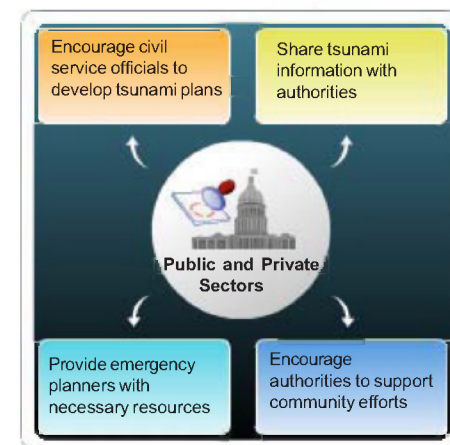 Encourage civil
service officials to
develop tsunami plans
Share tsunami
information with
authorities
Public and Private
Sectors
Provide emergency
planners with
necessary resources
Encourage
authorities to support
community efforts